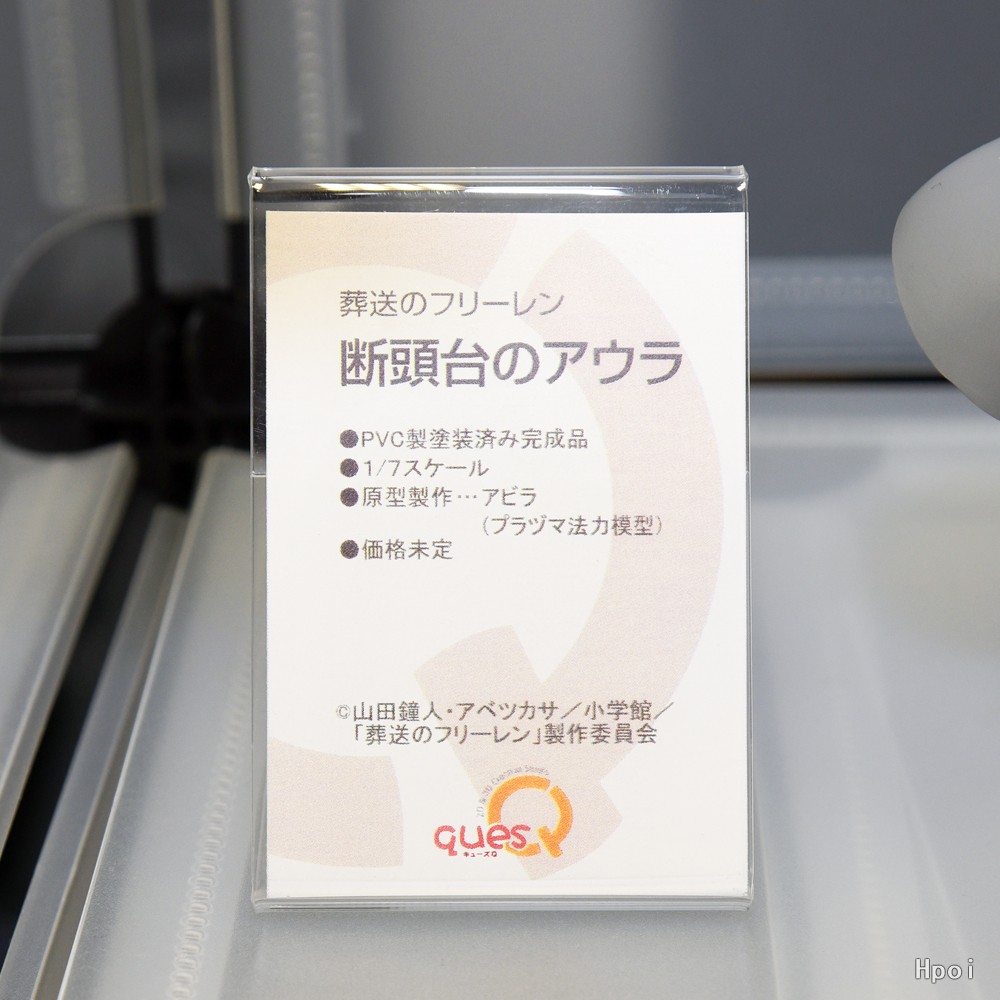 葬送のフリーレン
断頭台のアウラ
●PVC製塗装済み完成品
●1/7スケール
●原型製作…アビラ
(プラヅマ法力模型)
●価格未定
©山田鐘人・アベツカサ／小学館／
「葬送のフリーレン」製作委員会
2D & 3D Creative Studio
quesQ
キューズQ
Hpoi